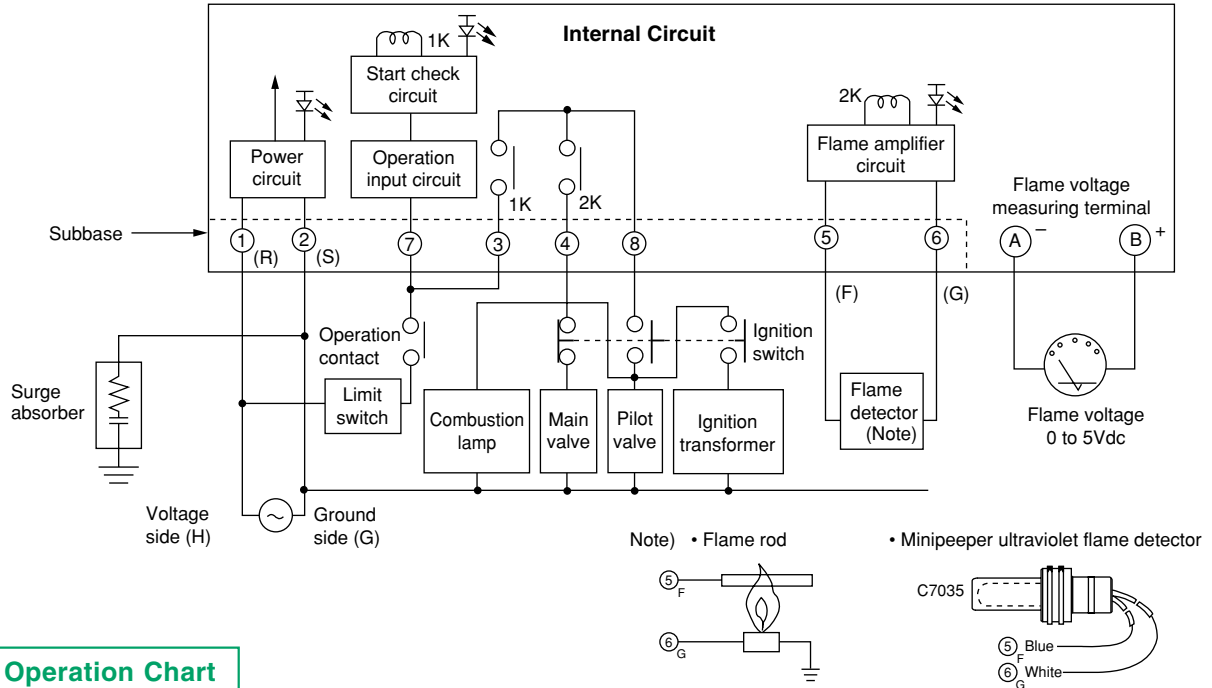 Internal Circuit
1K
Start check
circuit
2K
Power
circuit
Operation
input circuit
Flame amplifier
circuit
1K
2K
Flame voltage
measuring terminal
Subbase
1
(R)
2
(S)
7
3
4
8
5
6
A
−
B
+
(F)
(G)
Operation
contact
Ignition
switch
Surge
absorber
Limit
switch
Combustion
lamp
Main
valve
Pilot
valve
Ignition
transformer
Flame
detector
(Note)
Flame voltage
0 to 5Vdc
Voltage
side (H)
~
Ground
side (G)
Note) • Flame rod
• Minipeeper ultraviolet flame detector
5
F
6
G
C7035
5
F
Blue
6
G
White
Operation Chart